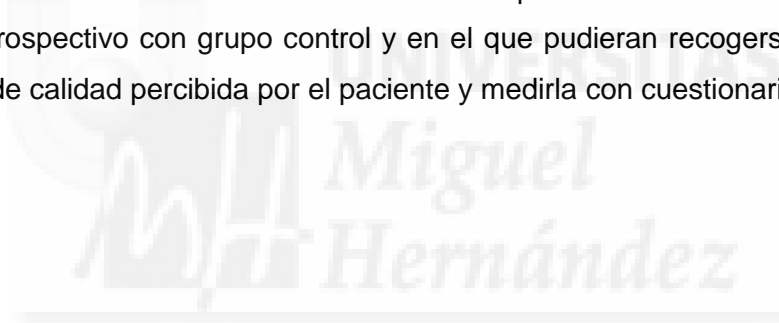 rospectivo con grupo control y en el que pudieran recogers
UNIVERSITAS
de calidad percibida por el paciente y medirla con cuestionari
Miguel
Hernández